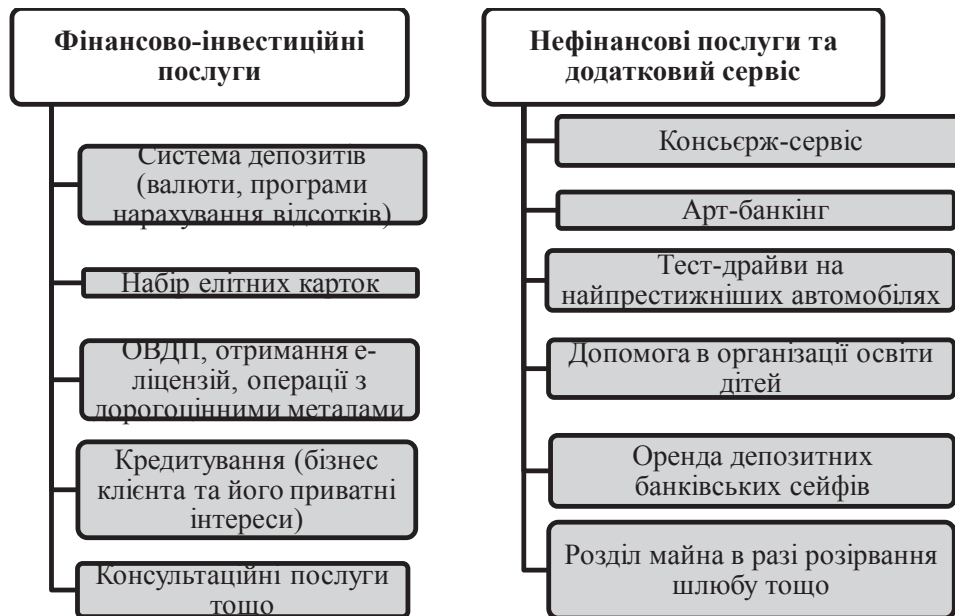 Фінансово-інвестиційні
послуги
Система депозитів
(валюти, програми
нарахування відсотків)
Набір елітних карток
ОВДП, отримання е-
ліцензій, операції з
дорогоцінними металами
Кредитування (бізнес
клієнта та його приватні
інтереси)
Консультаційні послуги
тощо
Нефінансові послуги та
додатковий сервіс
Консьєрж-сервіс
Арт-банкінг
Тест-драйви на
найпрестижніших автомобілях
Допомога в організації освіти
дітей
Оренда депозитних
банківських сейфів
Розділ майна в разі розірвання
шлюбу тощо